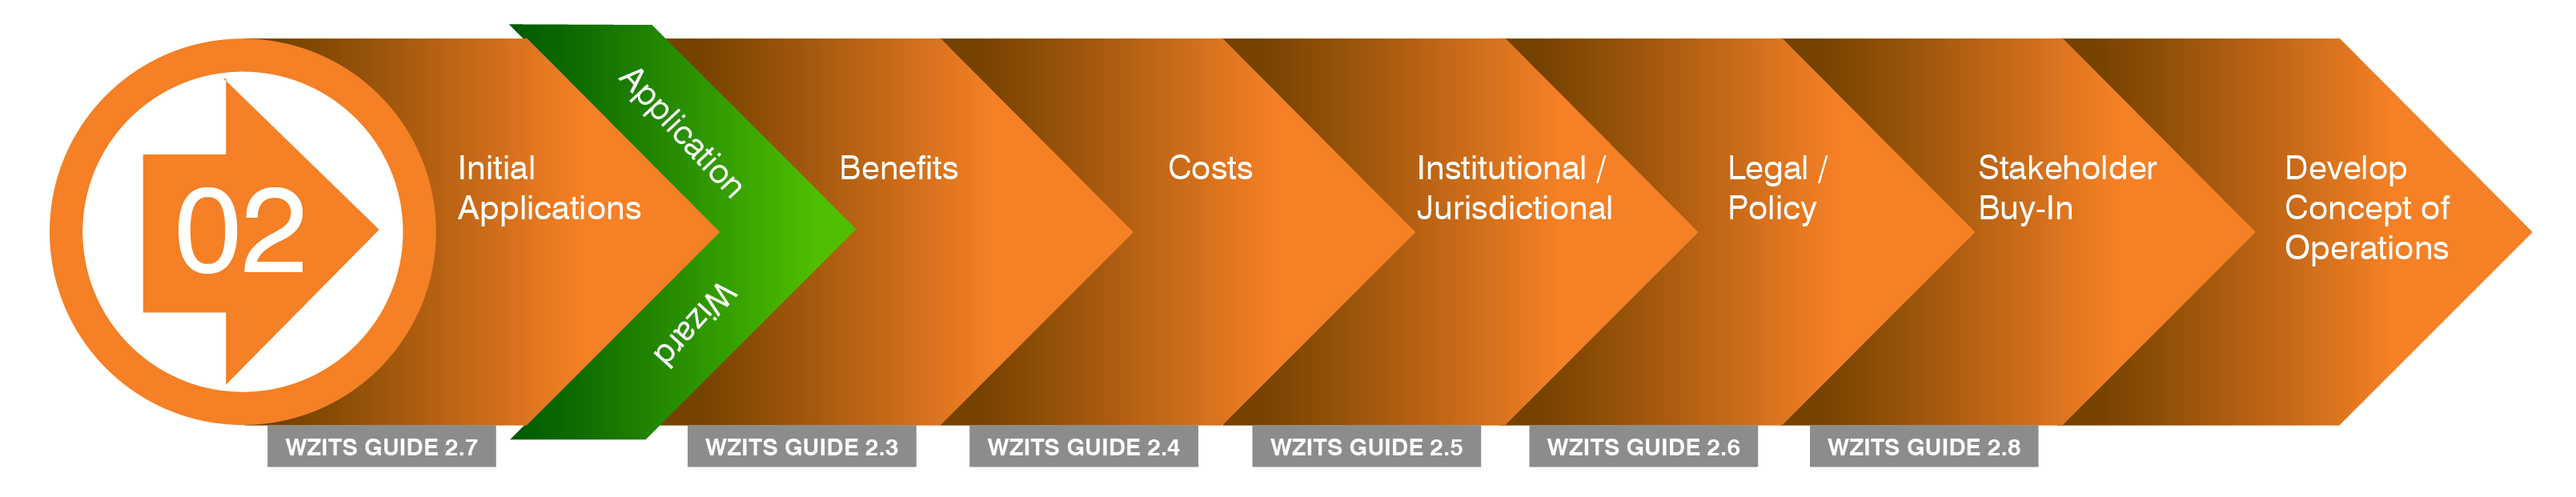 02
Initial
Applications
Application
Wizard
Benefits
Costs
Institutional /
Jurisdictional
Legal /
Policy
Stakeholder
Buy-In
Develop
Concept of
Operations
WZITS GUIDE 2.7
WZITS GUIDE 2.3
WZITS GUIDE 2.4
WZITS GUIDE 2.5
WZITS GUIDE 2.6
WZITS GUIDE 2.8